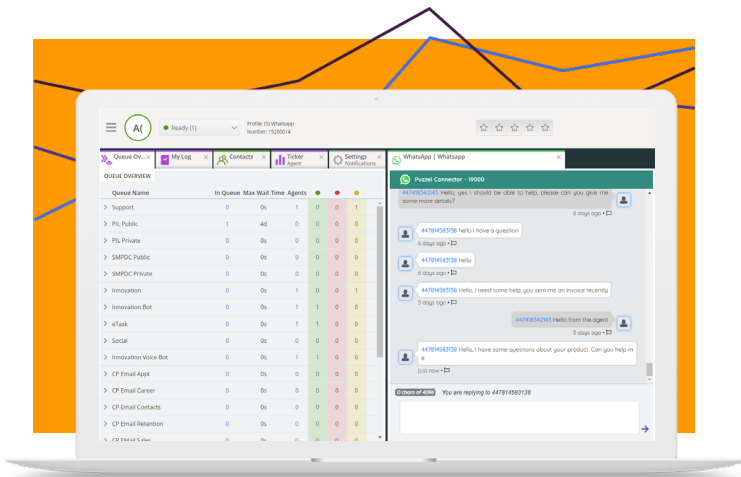 A(
Ready (1)
Profile: (S) Whatsapp
Number: 19200014
Queue Ov...
My Log
Contacts
Ticker
Agent
Settings
Notifications
WhatsApp | Whatsapp
QUEUE OVERVIEW
Queue Name In Queue Max Wait Time Agents
Support 0 0s 1 0 0 1
PIL Public 1 4d 0 0 0 0
PIL Private 0 0s 0 0 0 0
SMPDC Public 0 0s 0 0 0 0
SMPDC Private 0 0s 0 0 0 0
Innovation 0 0s 1 0 0 1
Innovation Bot 0 0s 1 1 0 0
eTask 0 0s 1 1 0 0
Social 0 0s 0 0 0 0
Innovation Voice Bot 0 0s 1 1 0 0
CP Email Appt 0 0s 0 0 0 0
CP Email Career 0 0s 0 0 0 0
CP Email Contacts 0 0s 0 0 0 0
CP Email Retention 0 0s 0 0 0 0
CP EMail Sales 0 0s 0 0 0 0
Puzzel Connector – 19000
447418342143 Hello, yes i should be able to help, please can you give me
some more details?
6 days ago •
447814583138 hello I have a question
6 days ago •
447814583138 hello
6 days ago •
447814583138 Hello, I need some help, you sent me an invoice recently
5 days ago •
447418342143 Hello from the agent
5 days ago •
447814583138 Hello, I have some questions about your product. Can you help m
e
just now •
0 chars of 4096 You are replying to 447814583138